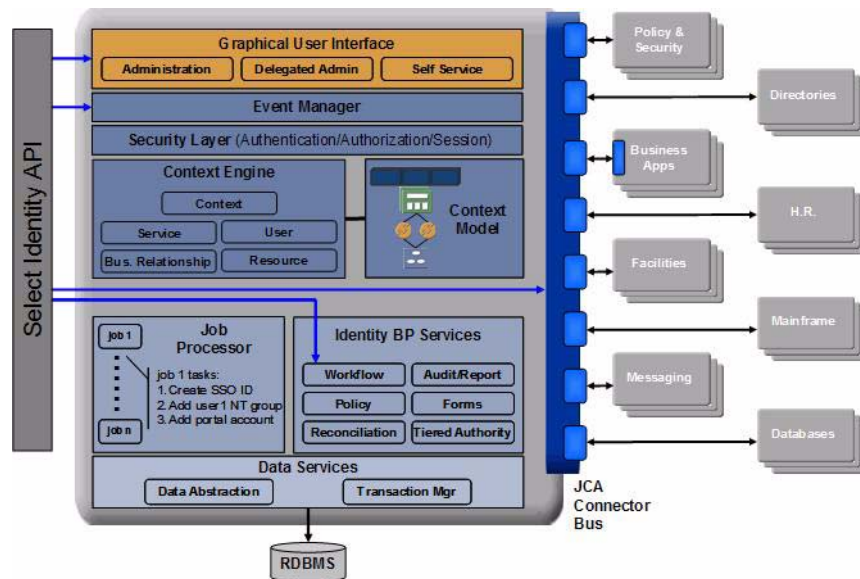 Select Identity API
Graphical User Interface
Administration
Delegated Admin
Self Service
Event Manager
Security Layer (Authentication/Authorization/Session)
Context Engine
Context
Service
User
Bus. Relationship
Resource
Context
Model
Job
Processor
job 1
job n
job 1 tasks:
1. Create SSO ID
2. Add user1 NT group
3. Add portal account
Identity BP Services
Workflow
Audit/Report
Policy
Forms
Reconciliation
Tiered Authority
Data Services
Data Abstraction
Transaction Mgr
RDBMS
JCA
Connector
Bus
Policy &
Security
Directories
Business
Apps
H.R.
Facilities
Mainframe
Messaging
Databases